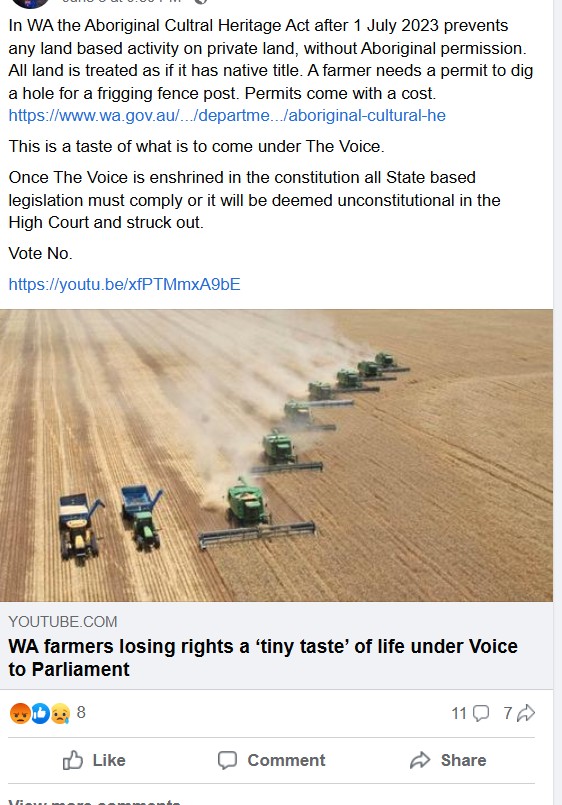 In WA the Aboriginal Cultral Heritage Act after 1 July 2023 prevents
any land based activity on private land, without Aboriginal permission.
All land is treated as if it has native title. A farmer needs a permit to dig
a hole for a frigging fence post. Permits come with a cost.
https://www.wa.gov.au/.../departme.../aboriginal-cultural-he
This is a taste of what is to come under The Voice.
Once The Voice is enshrined in the constitution all State based
legislation must comply or it will be deemed unconstitutional in the
High Court and struck out.
Vote No.
https://youtu.be/xfPTMmxA9bE
YOUTUBE.COM
WA farmers losing rights a ‘tiny taste’ of life under Voice
to Parliament
8
11 7
Like Comment Share
View more comments